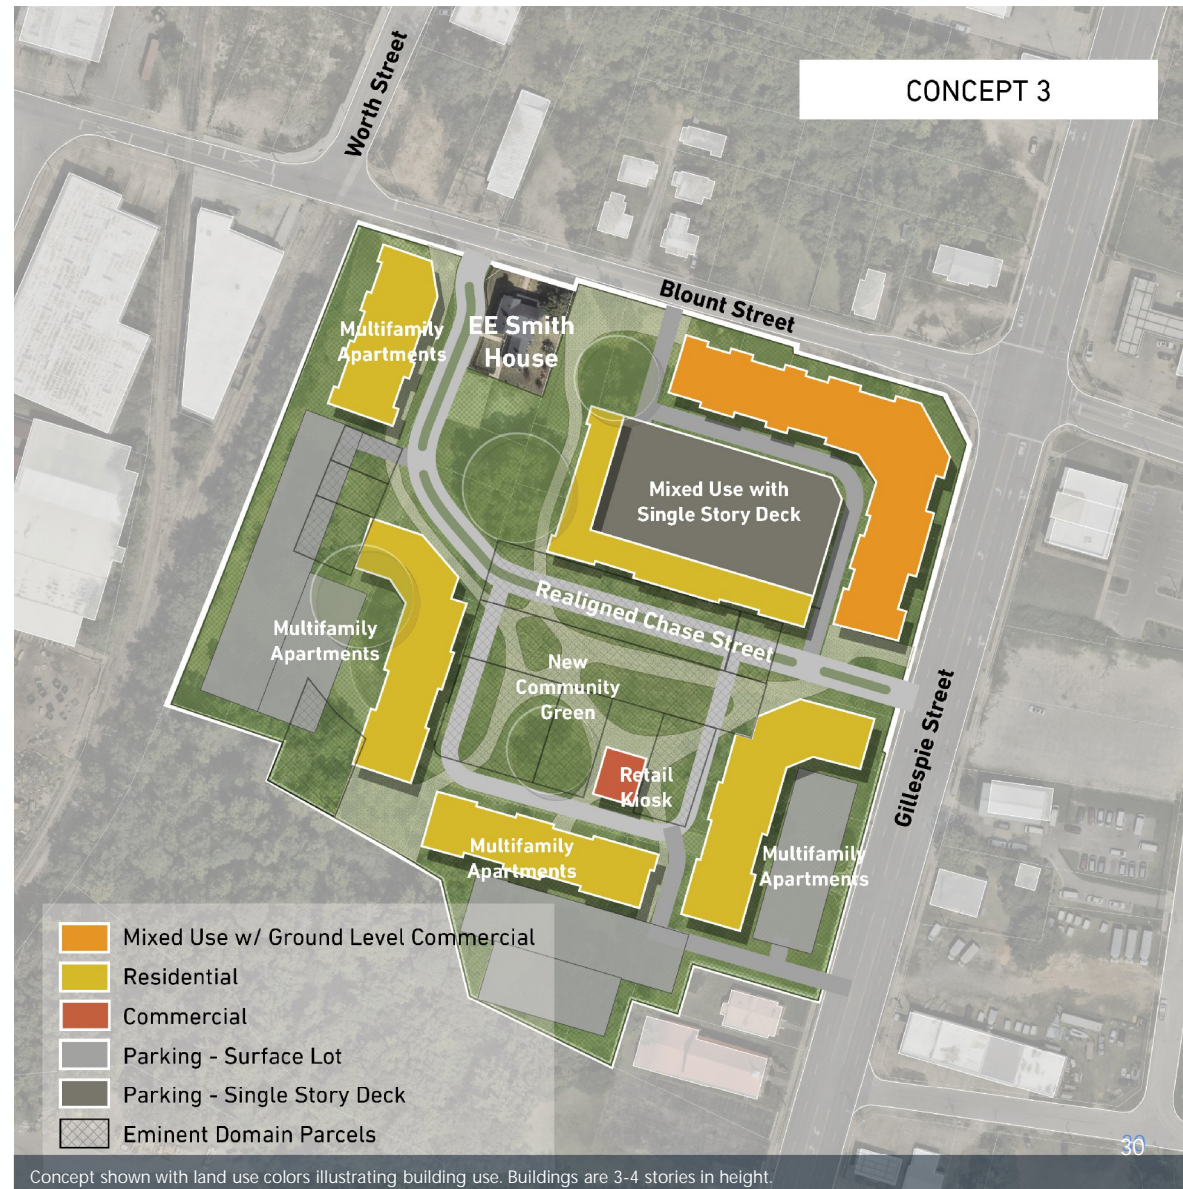 CONCEPT 3
Worth Street
Blount Street
EE Smith
House
Multifamily
Apartments
Mixed Use with
Single Story Deck
Realigned Chase Street
Multifamily
Apartments
New
Community
Green
Gillespie Street
Retail
Kiosk
Multifamily
Apartments
Multifamily
Apartments
Mixed Use w/ Ground Level Commercial
Residential
Commercial
Parking - Surface Lot
Parking - Single Story Deck
Eminent Domain Parcels
30
Concept shown with land use colors illustrating building use. Buildings are 3-4 stories in height.